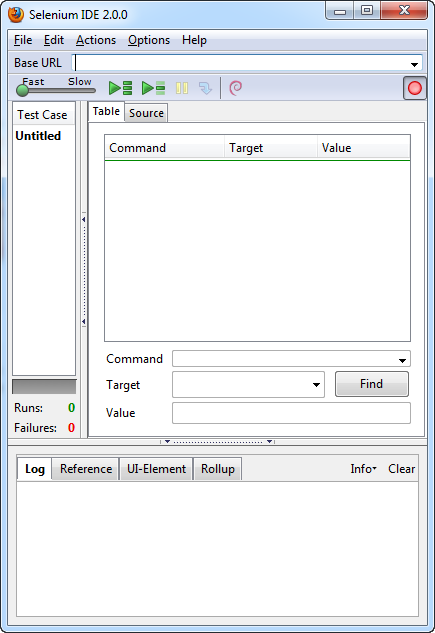 Selenium IDE 2.0.0
File Edit Actions Options Help
Base URL
Fast Slow
Test Case
Untitled
Table Source
Command Target Value
Command
Target Find
Value
Runs: 0
Failures: 0
Log Reference UI-Element Rollup Info Clear